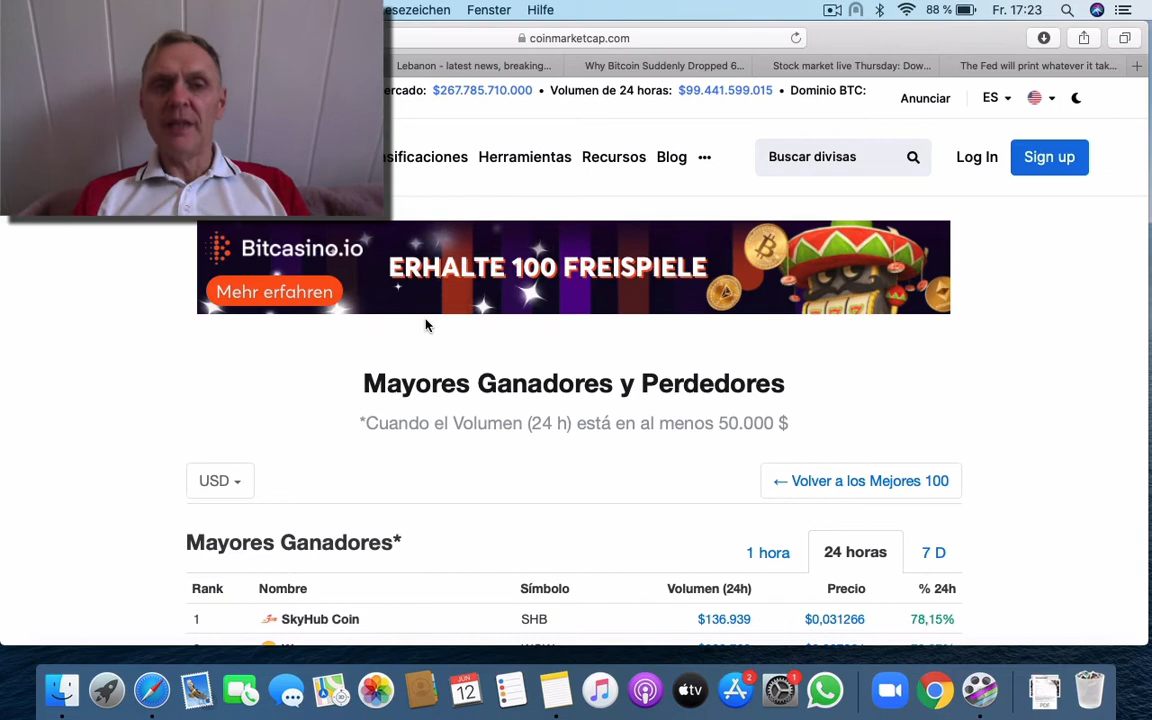 esezeichen Fenster Hilfe 88 % Fr. 17:23
coinmarketcap.com
Lebanon - latest news, breaking... Why Bitcoin Suddenly Dropped 6... Stock market live Thursday: Dow... The Fed will print whatever it tak...
ercado: $267.785.710.000 • Volumen de 24 horas: $99.441.599.015 • Dominio BTC:
Anunciar ES
sificaciones Herramientas Recursos Blog ••• Buscar divisas Log In Sign up
Bitcasino.io
ERHALTE 100 FREISPIELE
Mehr erfahren
Mayores Ganadores y Perdedores
*Cuando el Volumen (24 h) está en al menos 50.000 $
USD ← Volver a los Mejores 100
Mayores Ganadores* 1 hora 24 horas 7 D
Rank Nombre Símbolo Volumen (24h) Precio % 24h
1 SkyHub Coin SHB $136.939 $0,031266 78,15%
JUN 12 2 1
PDF